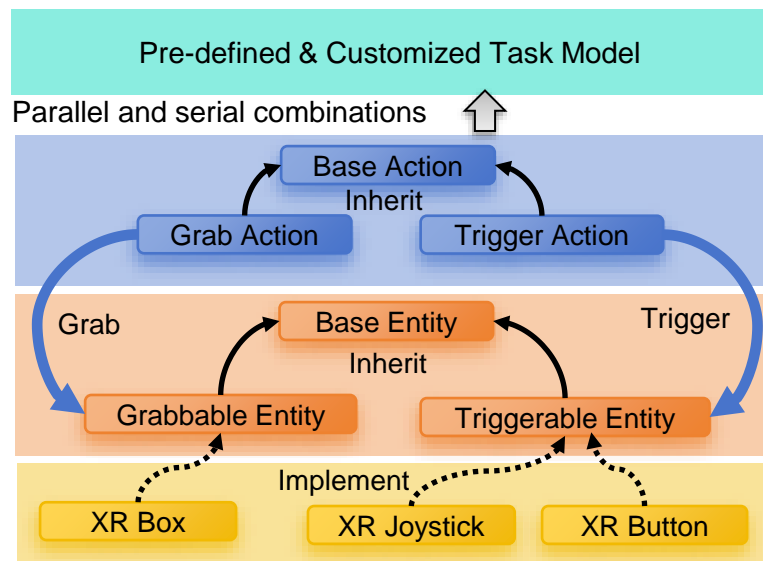 Pre-defined & Customized Task Model
Parallel and serial combinations
Base Action
Inherit
Grab Action
Trigger Action
Grab
Base Entity
Trigger
Inherit
Grabbable Entity
Triggerable Entity
Implement
XR Box
XR Joystick
XR Button